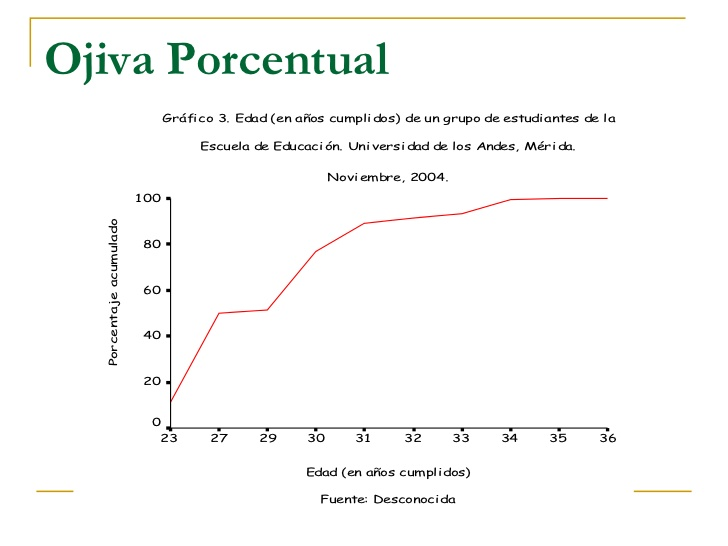 Ojiva Porcentual
Gráfico 3. Edad (en años cumplidos) de un grupo de estudiantes de la
Escuela de Educación. Universidad de los Andes, Mérida.
Noviembre, 2004.
Porcentaje acumulado
100
80
60
40
20
0
23 27 29 30 31 32 33 34 35 36
Edad (en años cumplidos)
Fuente: Desconocida